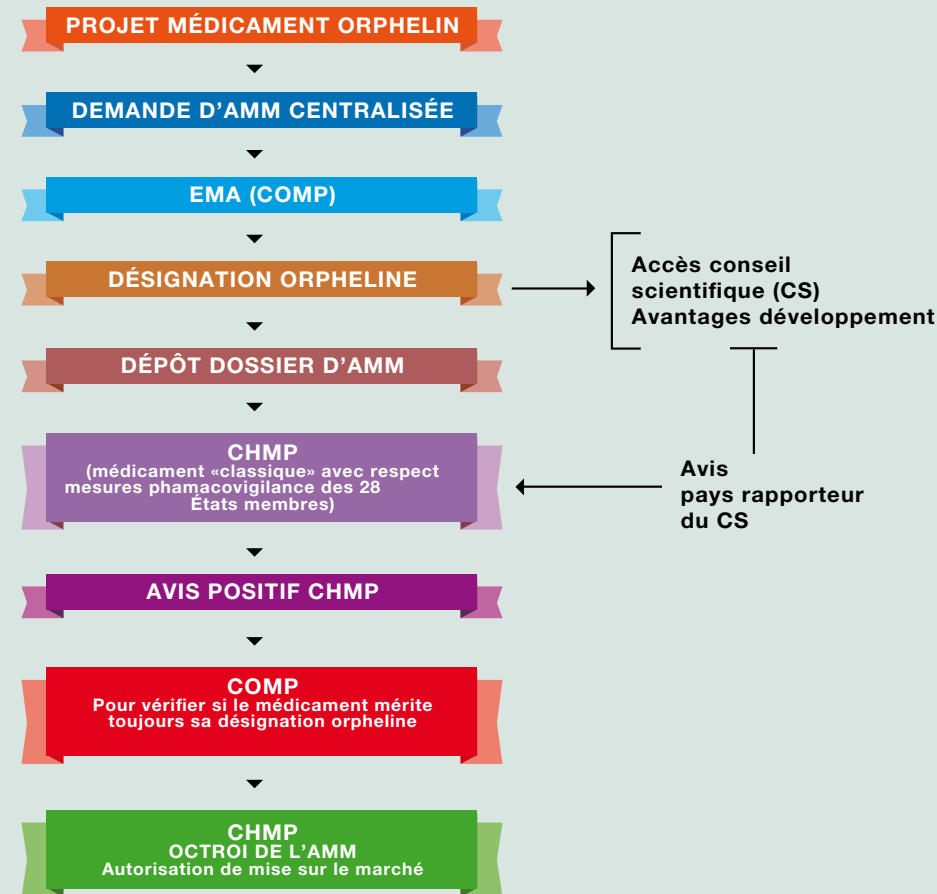 PROJET MÉDICAMENT ORPHELIN
DEMANDE D'AMM CENTRALISÉE
EMA (COMP)
DÉSIGNATION ORPHELINE
Accès conseil
scientifique (CS)
Avantages développement
DÉPÔT DOSSIER D'AMM
CHMP
(médicament «classique» avec respect
mesures phamacovigilance des 28
États membres)
Avis
pays rapporteur
du CS
AVIS POSITIF CHMP
COMP
Pour vérifier si le médicament mérite
toujours sa désignation orpheline
CHMP
OCTROI DE L'AMM
Autorisation de mise sur le marché